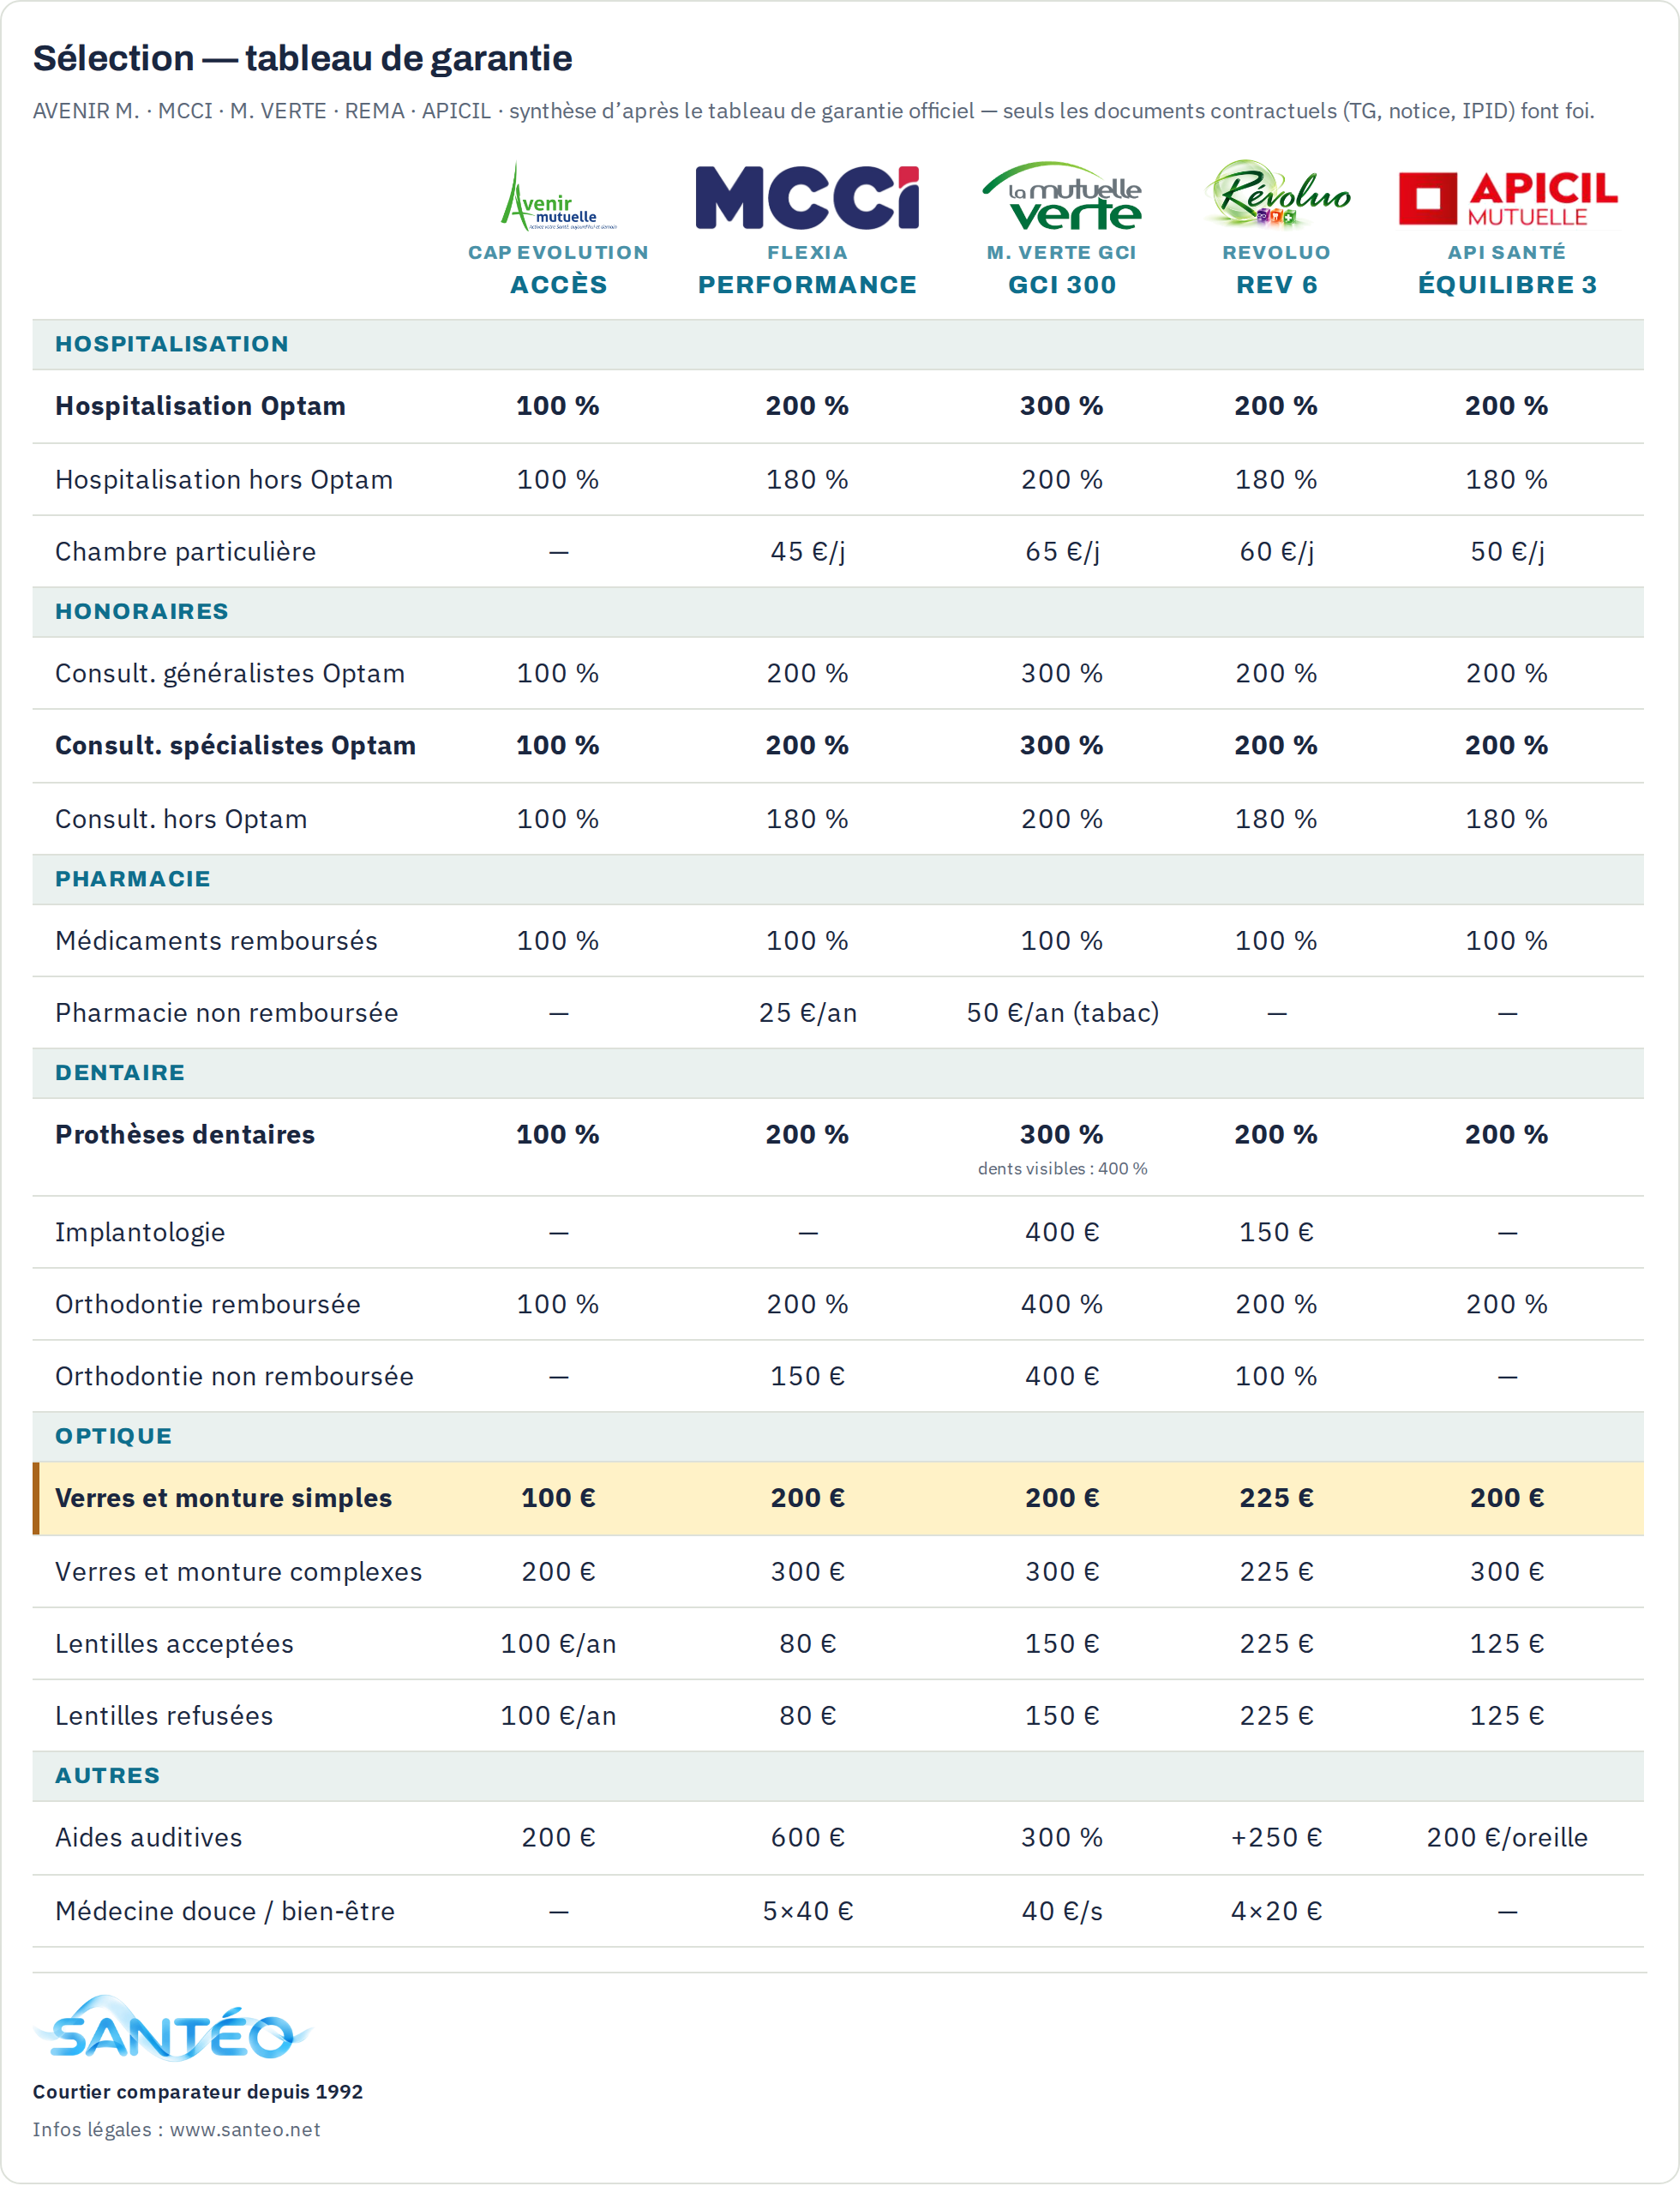 Sélection — tableau de garantie
AVENIR M. · MCCI · M. VERTE · REMA · APICIL · synthèse d’après le tableau de garantie officiel — seuls les documents contractuels (TG, notice, IPID) font foi.
Avenir mutuelle MCCi la mutuelle verte Révoluo APICIL MUTUELLE
CAP EVOLUTION FLEXIA M. VERTE GCI REVOLUO API SANTÉ
ACCÈS PERFORMANCE GCI 300 REV 6 ÉQUILIBRE 3
HOSPITALISATION
Hospitalisation Optam 100 % 200 % 300 % 200 % 200 %
Hospitalisation hors Optam 100 % 180 % 200 % 180 % 180 %
Chambre particulière — 45 €/j 65 €/j 60 €/j 50 €/j
HONORAIRES
Consult. généralistes Optam 100 % 200 % 300 % 200 % 200 %
Consult. spécialistes Optam 100 % 200 % 300 % 200 % 200 %
Consult. hors Optam 100 % 180 % 200 % 180 % 180 %
PHARMACIE
Médicaments remboursés 100 % 100 % 100 % 100 % 100 %
Pharmacie non remboursée — 25 €/an 50 €/an (tabac) — —
DENTAIRE
Prothèses dentaires 100 % 200 % 300 % 200 % 200 %
dents visibles : 400 %
Implantologie — — 400 € 150 € —
Orthodontie remboursée 100 % 200 % 400 % 200 % 200 %
Orthodontie non remboursée — 150 € 400 € 100 % —
OPTIQUE
Verres et monture simples 100 € 200 € 200 € 225 € 200 €
Verres et monture complexes 200 € 300 € 300 € 225 € 300 €
Lentilles acceptées 100 €/an 80 € 150 € 225 € 125 €
Lentilles refusées 100 €/an 80 € 150 € 225 € 125 €
AUTRES
Aides auditives 200 € 600 € 300 % +250 € 200 €/oreille
Médecine douce / bien-être — 5×40 € 40 €/s 4×20 € —
SANTÉO
Courtier comparateur depuis 1992
Infos légales : www.santeo.net